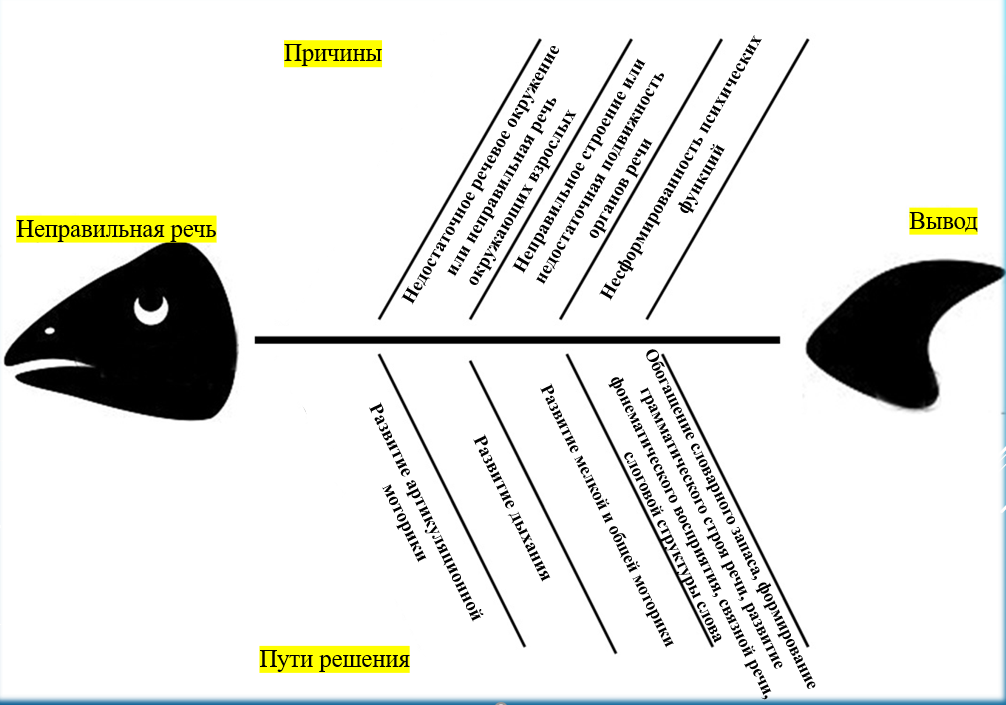 Причины
Недостаточное речевое окружение
или неправильная речь
окружающих взрослых
Неправильное строение или
недостаточная подвижность
органов речи
Несформированность психических
функций
Неправильная речь
Вывод
Развитие артикуляционной
моторики
Развитие дыхания
Развитие мелкой и общей моторики
Обогащение словарного запаса, формирование
грамматического строя речи, развитие
фонематического восприятия, связной речи,
слоговой структуры слова
Пути решения